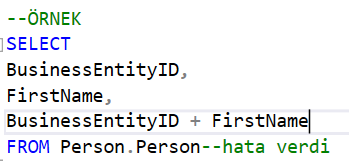 --ÖRNEK
SELECT
BusinessEntityID,
FirstName,
BusinessEntityID + FirstName
FROM Person.Person--hata verdi